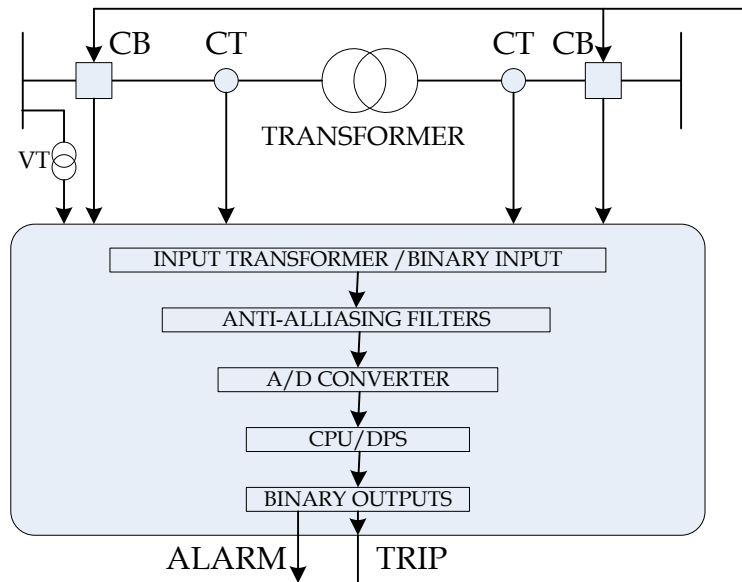 CB CT CT CB
TRANSFORMER
VT
INPUT TRANSFORMER /BINARY INPUT
ANTI-ALLIASING FILTERS
A/D CONVERTER
CPU/DPS
BINARY OUTPUTS
ALARM TRIP